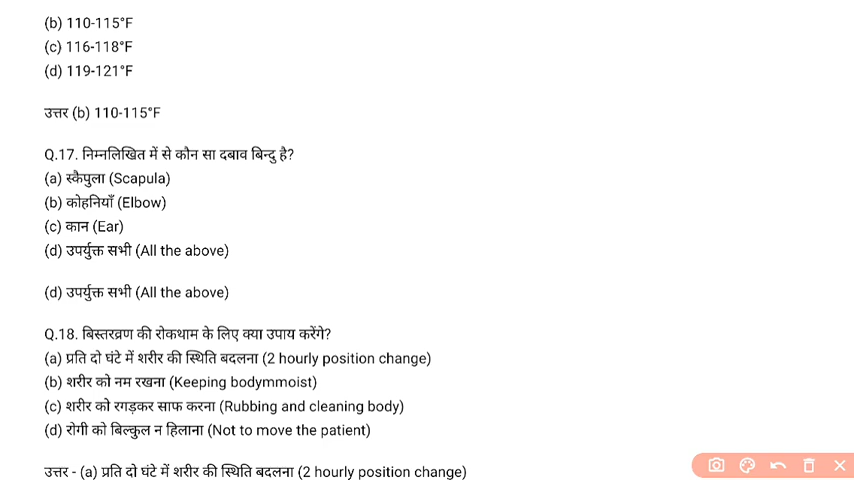 (b) 110-115°F
(c) 116-118°F
(d) 119-121°F
उत्तर (b) 110-115°F
Q.17. निम्नलिखित में से कौन सा दबाव बिन्दु है?
(a) स्कैपुला (Scapula)
(b) कोहनियाँ (Elbow)
(c) कान (Ear)
(d) उपर्युक्त सभी (All the above)
(d) उपर्युक्त सभी (All the above)
Q.18. बिस्तरव्रण की रोकथाम के लिए क्या उपाय करेंगे?
(a) प्रति दो घंटे में शरीर की स्थिति बदलना (2 hourly position change)
(b) शरीर को नम रखना (Keeping bodymmoist)
(c) शरीर को रगड़कर साफ करना (Rubbing and cleaning body)
(d) रोगी को बिल्कुल न हिलाना (Not to move the patient)
उत्तर - (a) प्रति दो घंटे में शरीर की स्थिति बदलना (2 hourly position change)